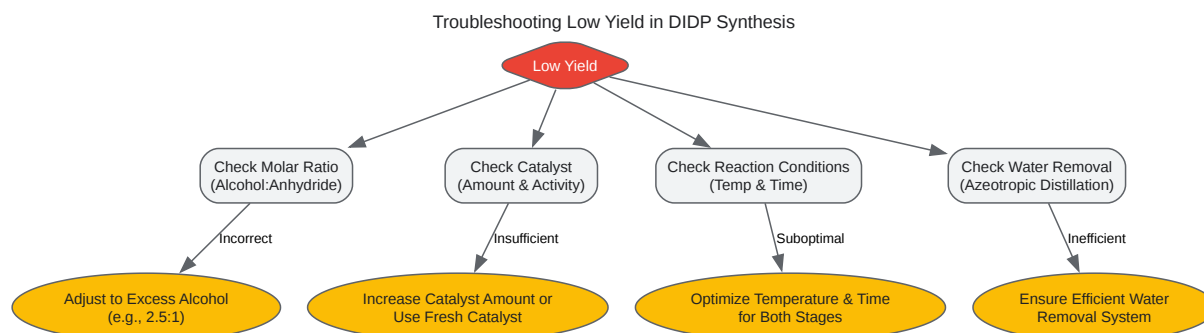 Troubleshooting Low Yield in DIDP Synthesis
Low Yield
Check Molar Ratio
(Alcohol:Anhydride)
Check Catalyst
(Amount & Activity)
Check Reaction Conditions
(Temp & Time)
Check Water Removal
(Azeotropic Distillation)
Incorrect
Insufficient
Suboptimal
Inefficient
Adjust to Excess Alcohol
(e.g., 2.5:1)
Increase Catalyst Amount or
Use Fresh Catalyst
Optimize Temperature & Time
for Both Stages
Ensure Efficient Water
Removal System